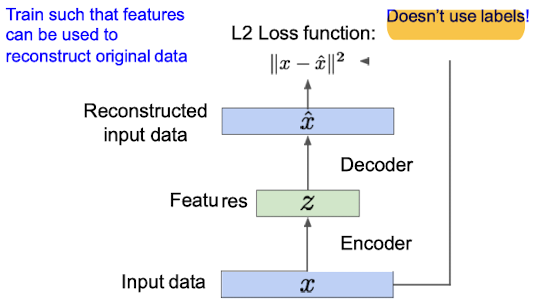 Train such that features
can be used to
reconstruct original data
Doesn't use labels!
L2 Loss function:
‖x − x̂‖²
Reconstructed
input data
x̂
Decoder
Features
z
Encoder
Input data
x